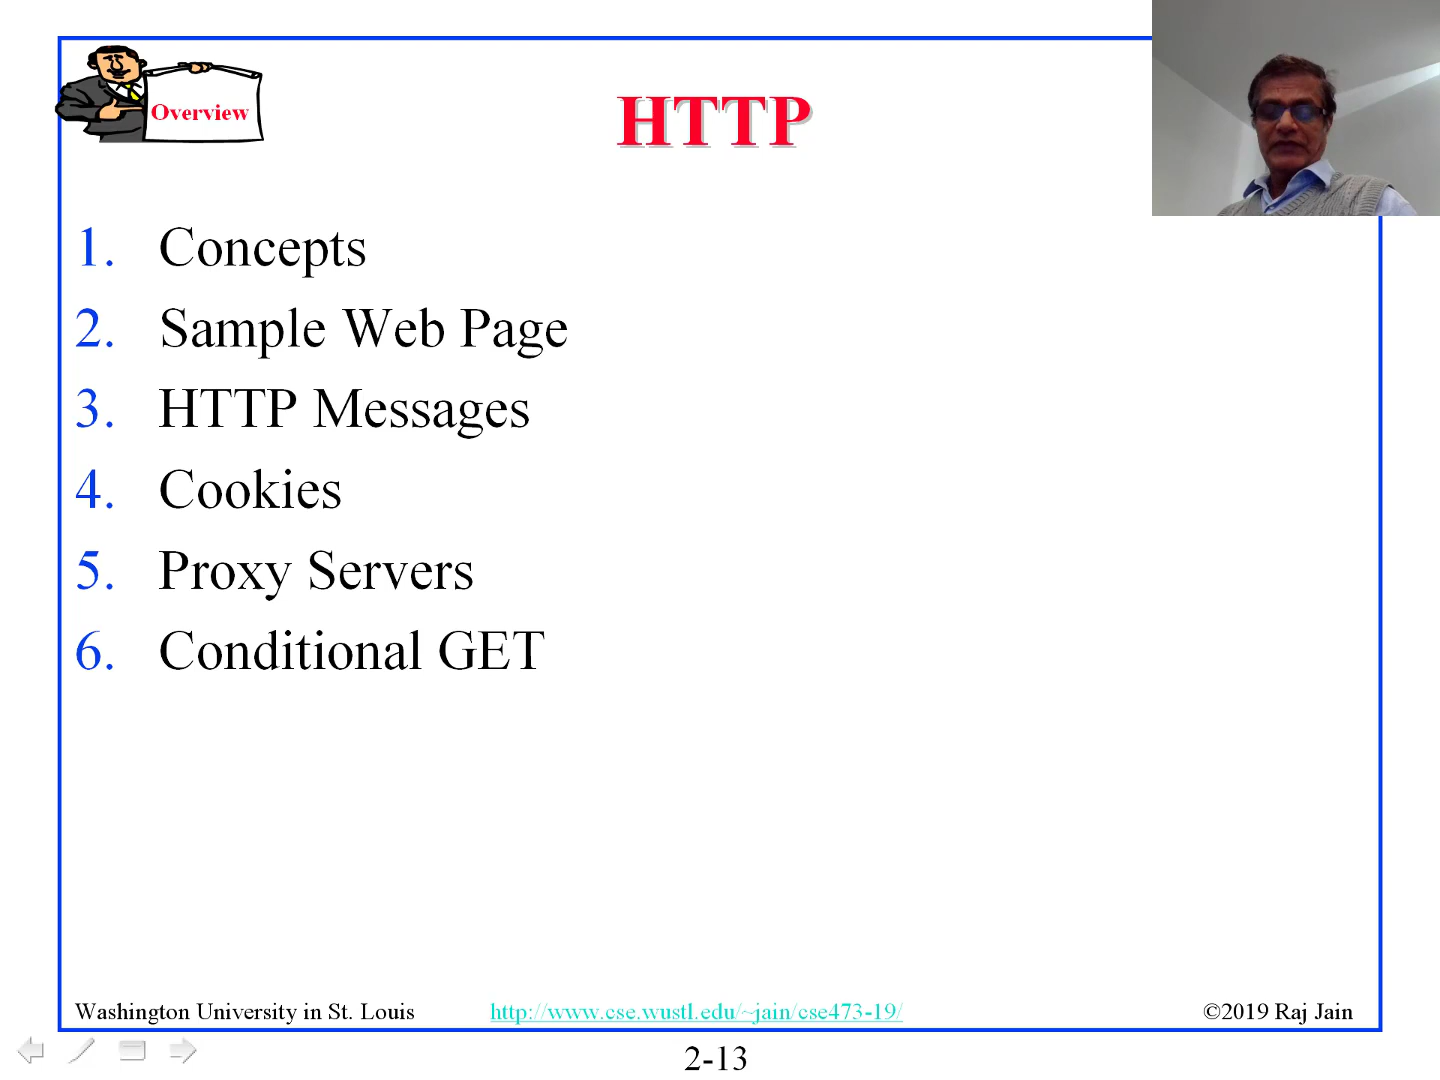 Overview
HTTP
1. Concepts
2. Sample Web Page
3. HTTP Messages
4. Cookies
5. Proxy Servers
6. Conditional GET
Washington University in St. Louis http://www.cse.wustl.edu/~jain/cse473-19/ ©2019 Raj Jain
2-13